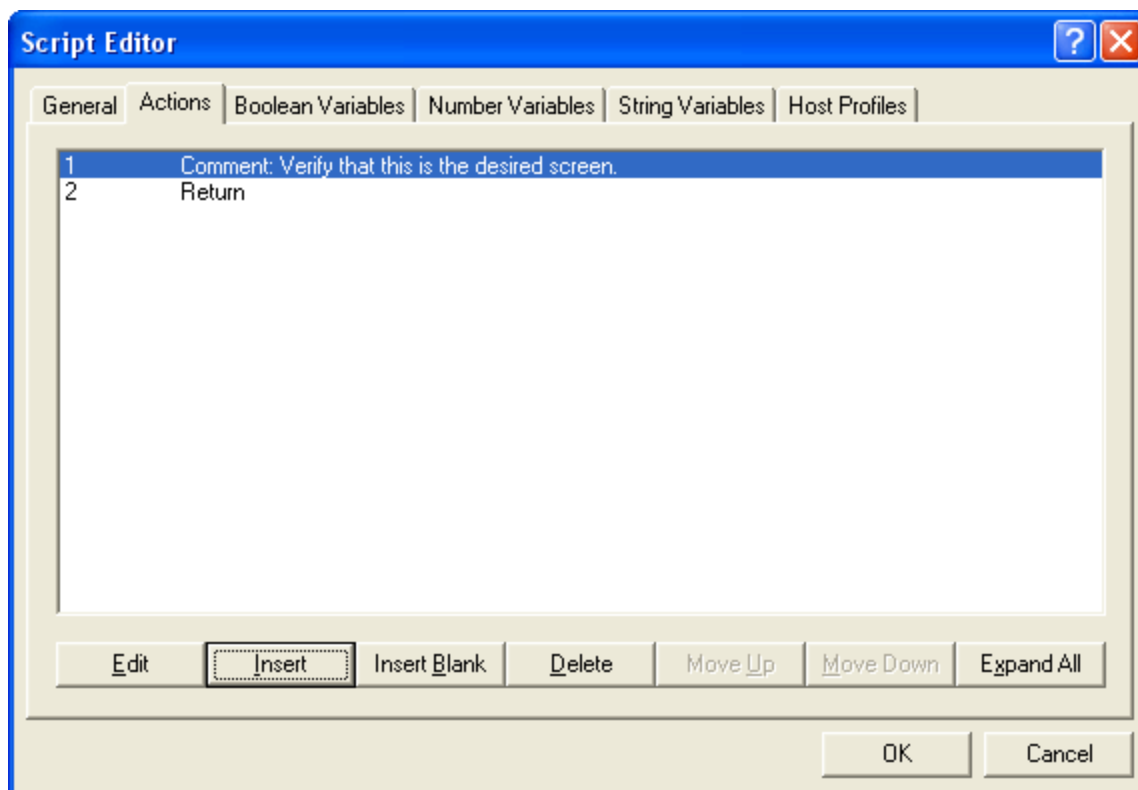 Script Editor
General Actions Boolean Variables Number Variables String Variables Host Profiles
1 Comment: Verify that this is the desired screen.
2 Return
Edit Insert Insert Blank Delete Move Up Move Down Expand All
OK Cancel